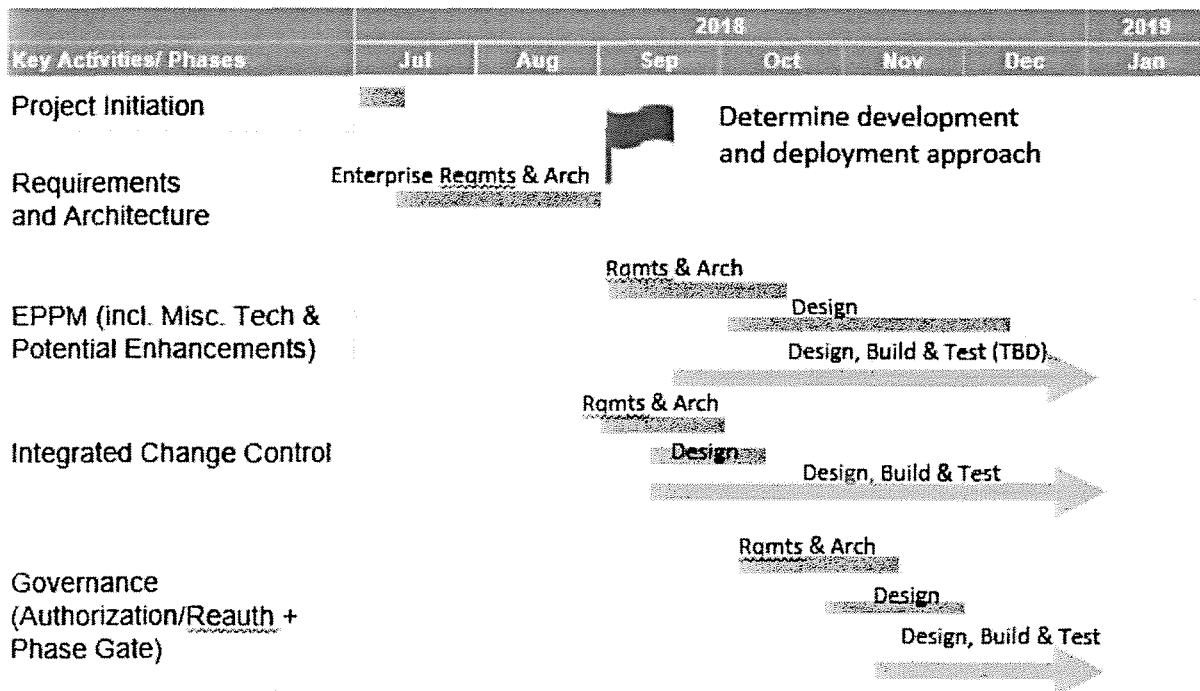 2018 2019
Key Activities/ Phases Jul Aug Sep Oct Nov Dec Jan
Project Initiation
Determine development
and deployment approach
Enterprise Reqmts & Arch
Requirements
and Architecture
Rqmts & Arch
Design
EPPM (incl. Misc. Tech &
Potential Enhancements)
Design, Build & Test (TBD)
Rqmts & Arch
Integrated Change Control
Design
Design, Build & Test
Rqmts & Arch
Governance
(Authorization/Reauth +
Phase Gate)
Design
Design, Build & Test